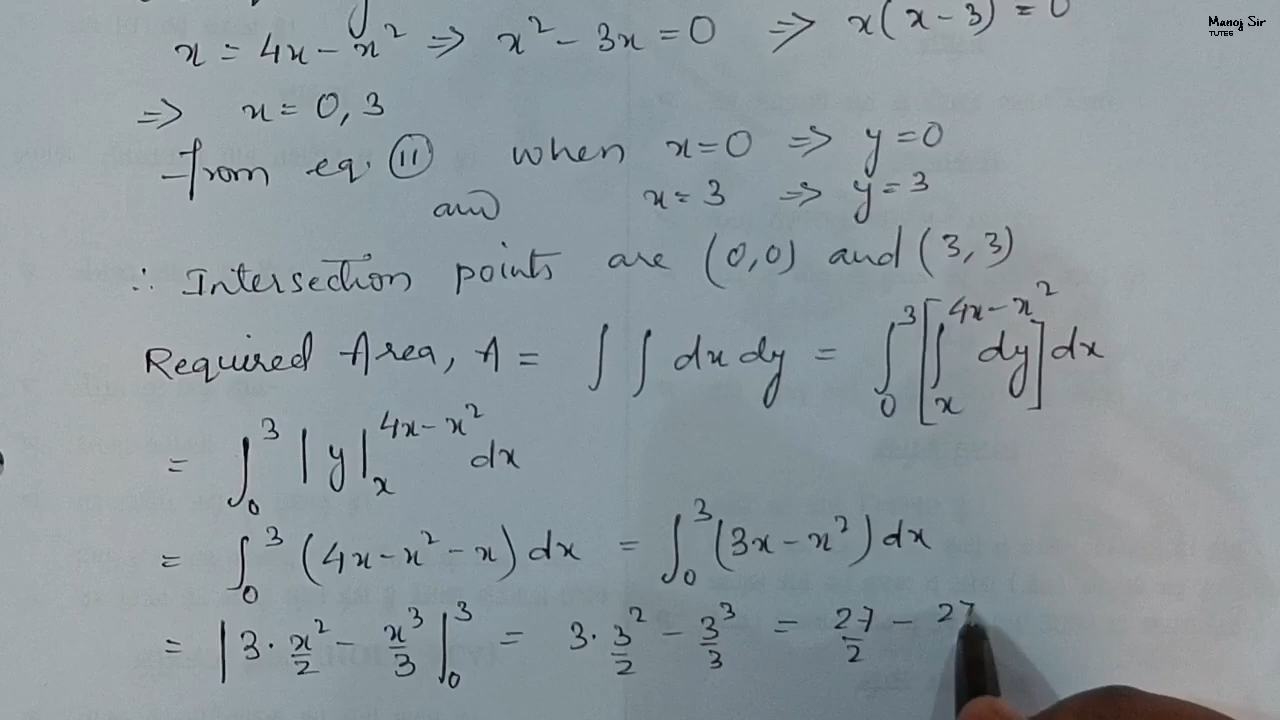 Manoj Sir
TUTES
x = 4x - x² ⇒ x² - 3x = 0 ⇒ x(x - 3) = 0
⇒ x = 0, 3
From eq. (II) when x = 0 ⇒ y = 0
and x = 3 ⇒ y = 3
∴ Intersection points are (0,0) and (3,3)
Required Area, A = ∫∫ dx dy = ∫₀³ [∫ₓ^(4x-x²) dy] dx
= ∫₀³ |y|ₓ^(4x-x²) dx
= ∫₀³ (4x - x² - x) dx = ∫₀³ (3x - x²) dx
= |3·x²/2 - x³/3|₀³ = 3·3²/2 - 3³/3 = 27/2 - 27